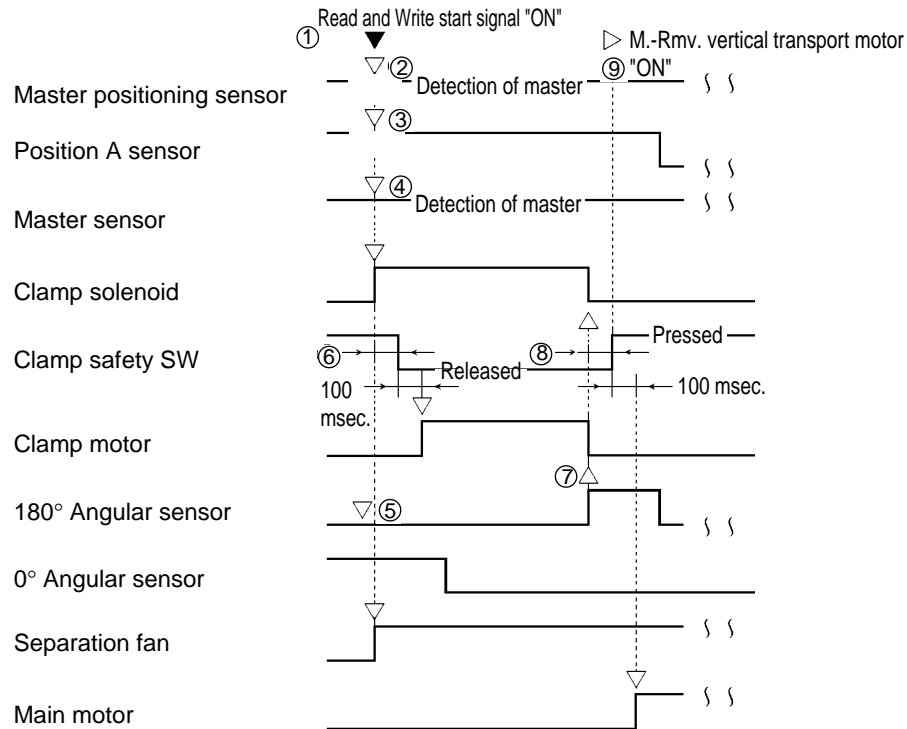 Read and Write start signal "ON"
①
▷ M.-Rmv. vertical transport motor
"ON"
②
⑨
Master positioning sensor
Detection of master
③
Position A sensor
④
Master sensor
Detection of master
Clamp solenoid
Clamp safety SW
⑥
⑧
Pressed
Released
100
msec.
100 msec.
Clamp motor
⑦
180° Angular sensor
⑤
0° Angular sensor
Separation fan
Main motor